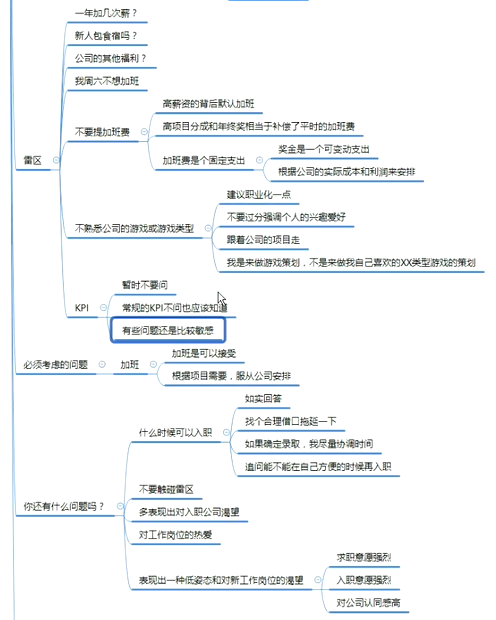 一年加几次薪？
新人包食宿吗？
公司的其他福利？
我周六不想加班
高薪资的背后默认加班
不要提加班费
高项目分成和年终奖相当于补偿了平时的加班费
奖金是一个可变动支出
雷区
加班费是个固定支出
根据公司的实际成本和利润来安排
建议职业化一点
不要过分强调个人的兴趣爱好
不熟悉公司的游戏或游戏类型
跟着公司的项目走
我是来做游戏策划，不是来做我自己喜欢的XX类型游戏的策划
暂时不要问
KPI
常规的KPI不问也应该知道
有些问题还是比较敏感
加班是可以接受
必须考虑的问题
加班
根据项目需要，服从公司安排
如实回答
找个合理借口拖延一下
什么时候可以入职
如果确定录取，我尽量协调时间
追问能不能在自己方便的时候再入职
不要触碰雷区
你还有什么问题吗？
多表现出对入职公司渴望
对工作岗位的热爱
求职意愿强烈
表现出一种低姿态和对新工作岗位的渴望
入职意愿强烈
对公司认同感高